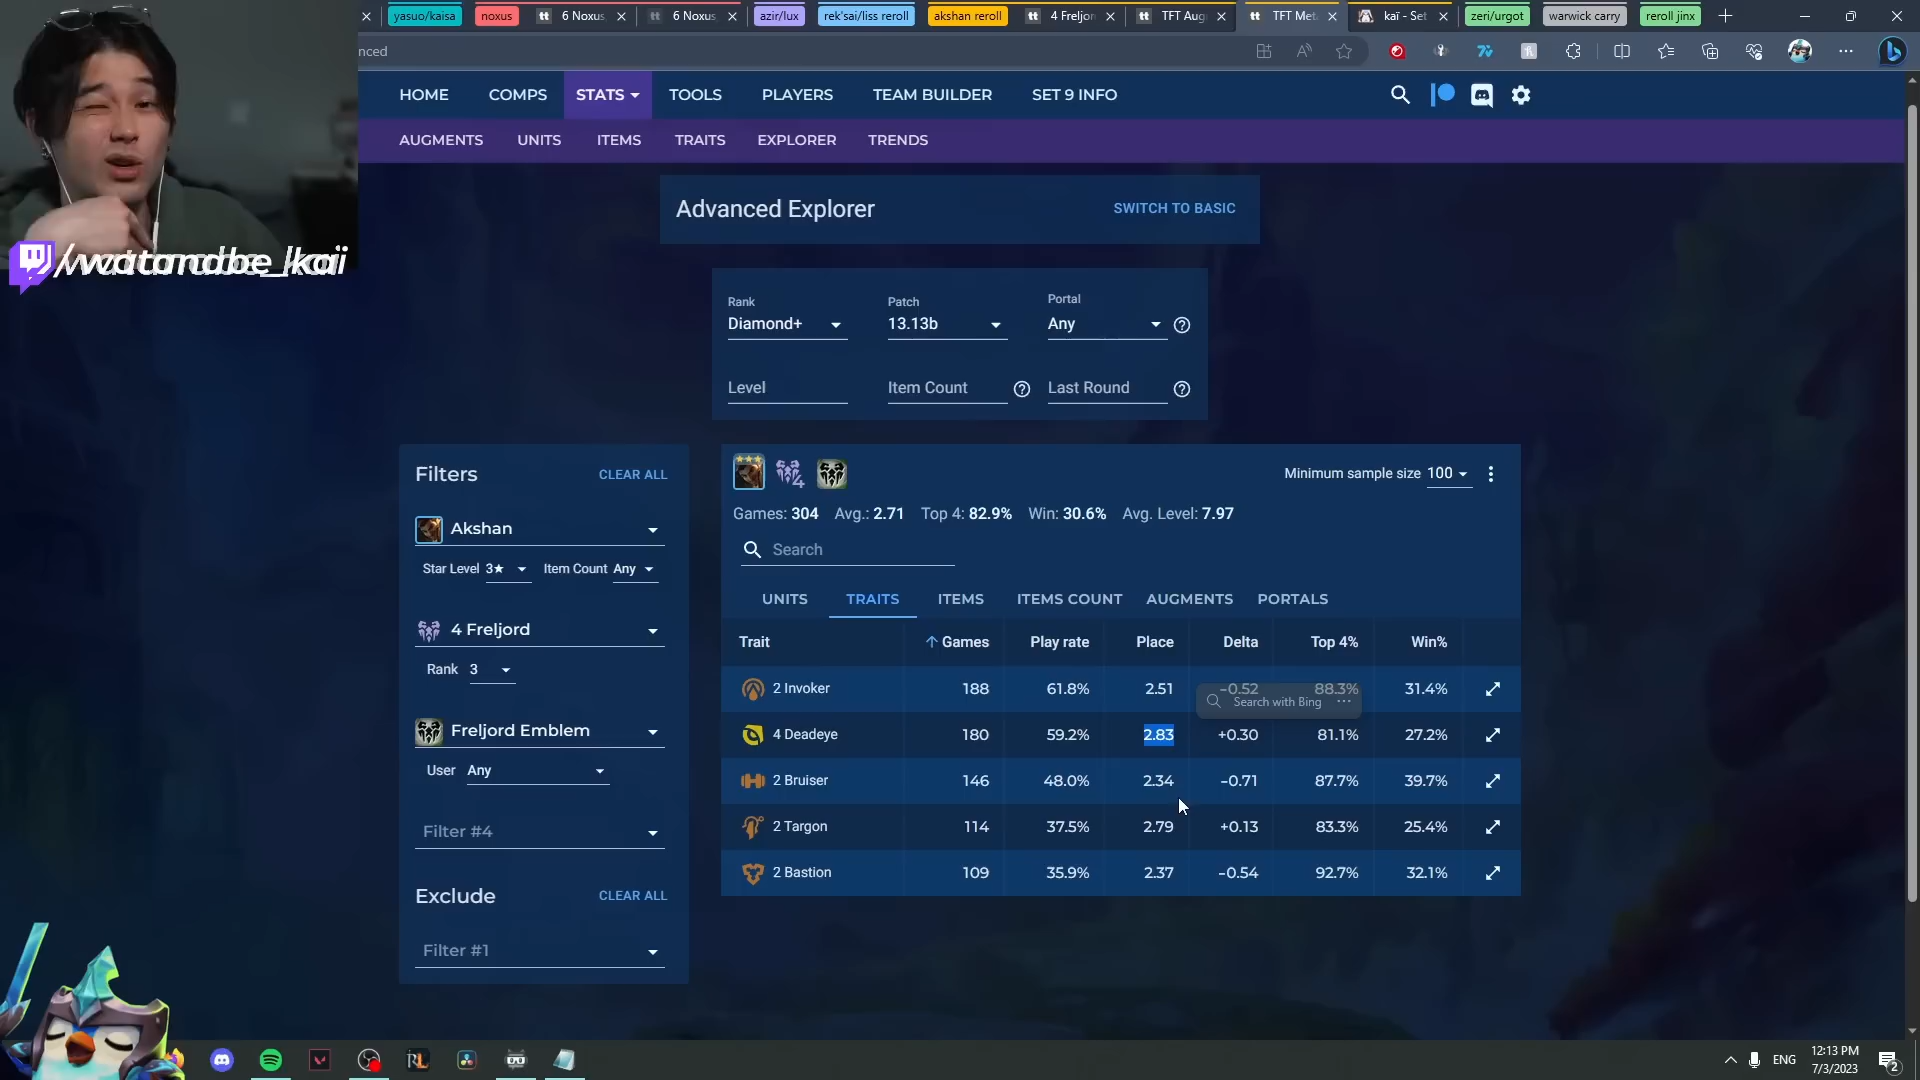 yasuo/kaisa
noxus
6 Noxus
6 Noxus
azir/lux
rek'sai/liss reroll
akshan reroll
4 Freljor
TFT Aug
TFT Met
kaï - Set
zeri/urgot
warwick carry
reroll jinx
nced
HOME
COMPS
STATS
TOOLS
PLAYERS
TEAM BUILDER
SET 9 INFO
AUGMENTS
UNITS
ITEMS
TRAITS
EXPLORER
TRENDS
/watanabe_kai
Advanced Explorer
SWITCH TO BASIC
Rank
Patch
Portal
Diamond+
13.13b
Any
Level
Item Count
Last Round
Filters
CLEAR ALL
Akshan
Star Level 3★ Item Count Any
4 Freljord
Rank 3
Freljord Emblem
User Any
Filter #4
Exclude
CLEAR ALL
Filter #1
4
Minimum sample size 100
Games: 304 Avg.: 2.71 Top 4: 82.9% Win: 30.6% Avg. Level: 7.97
Search
UNITS TRAITS ITEMS ITEMS COUNT AUGMENTS PORTALS
Trait Games Play rate Place Delta Top 4% Win%
2 Invoker 188 61.8% 2.51 -0.52 88.3% 31.4%
Search with Bing
4 Deadeye 180 59.2% 2.83 +0.30 81.1% 27.2%
2 Bruiser 146 48.0% 2.34 -0.71 87.7% 39.7%
2 Targon 114 37.5% 2.79 +0.13 83.3% 25.4%
2 Bastion 109 35.9% 2.37 -0.54 92.7% 32.1%
ENG
12:13 PM
7/3/2023
2